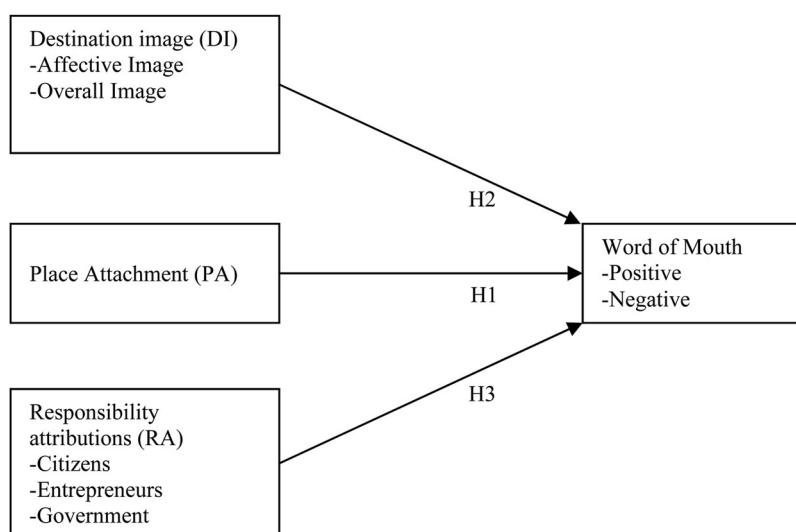 Destination image (DI)
-Affective Image
-Overall Image
H2
Place Attachment (PA)
H1
Word of Mouth
-Positive
-Negative
H3
Responsibility
attributions (RA)
-Citizens
-Entrepreneurs
-Government